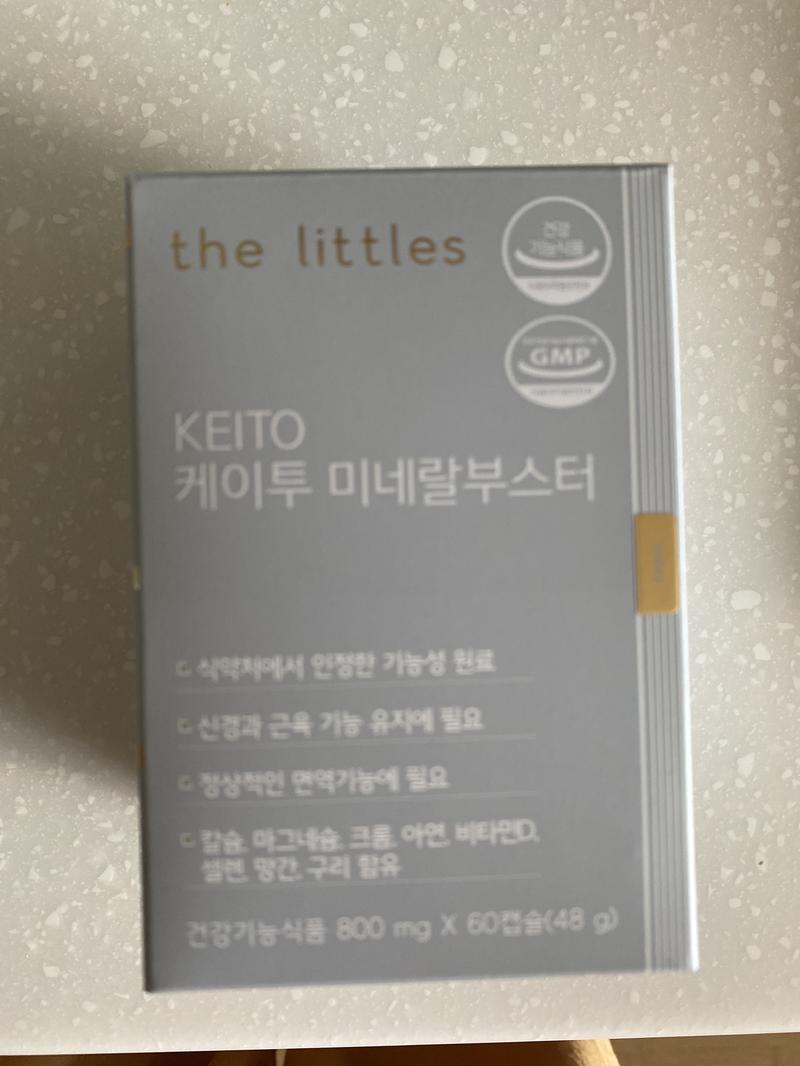 the littles
건강
기능식품
GMP
KEITO
케이투 미네랄부스터
식약처에서 인정한 기능성 원료
신경과 근육 기능 유지에 필요
정상적인 면역기능에 필요
칼슘, 마그네슘, 크롬, 아연, 비타민D,
셀렌, 망간, 구리 함유
건강기능식품 800 mg X 60캡슐(48 g)